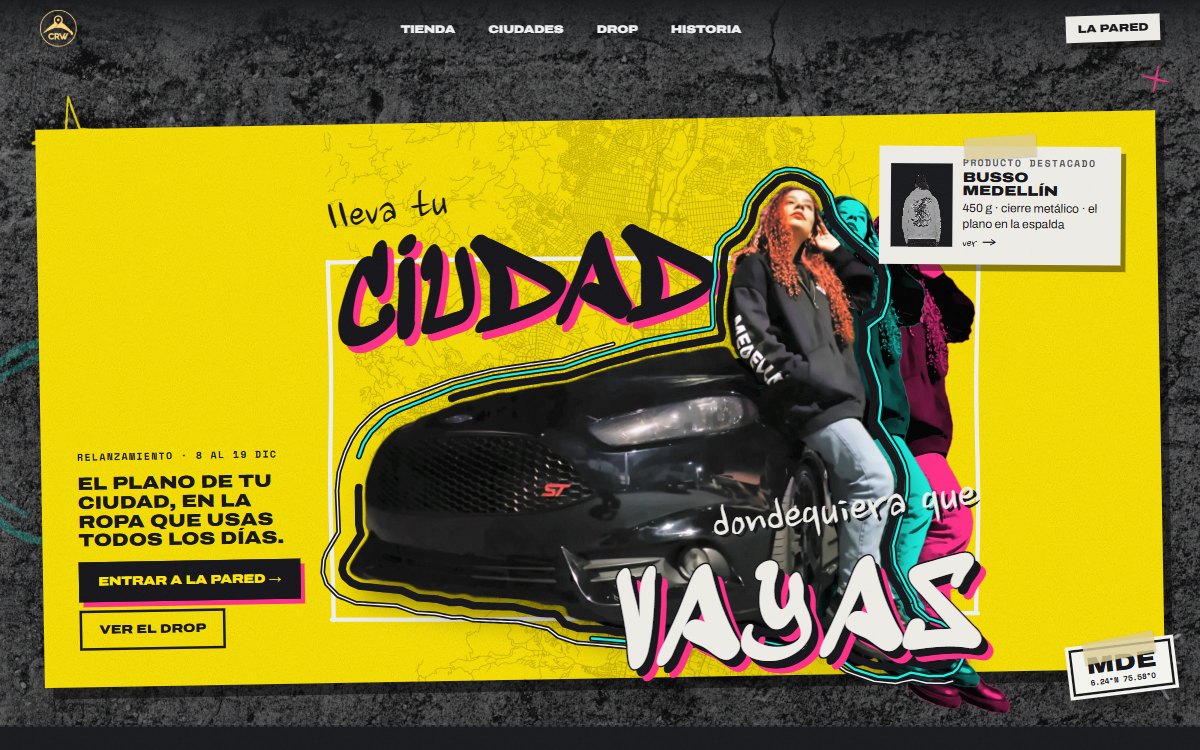 CRW
TIENDA CIUDADES DROP HISTORIA
LA PARED
lleva tu
CiUDAD
PRODUCTO DESTACADO
BUSSO
MEDELLÍN
450 g · cierre metálico · el
plano en la espalda
ver →
ST
dondequiera que
VAYAS
RELANZAMIENTO · 8 AL 19 DIC
EL PLANO DE TU
CIUDAD, EN LA
ROPA QUE USAS
TODOS LOS DÍAS.
ENTRAR A LA PARED →
VER EL DROP
MDE
6.24°N 75.58°O